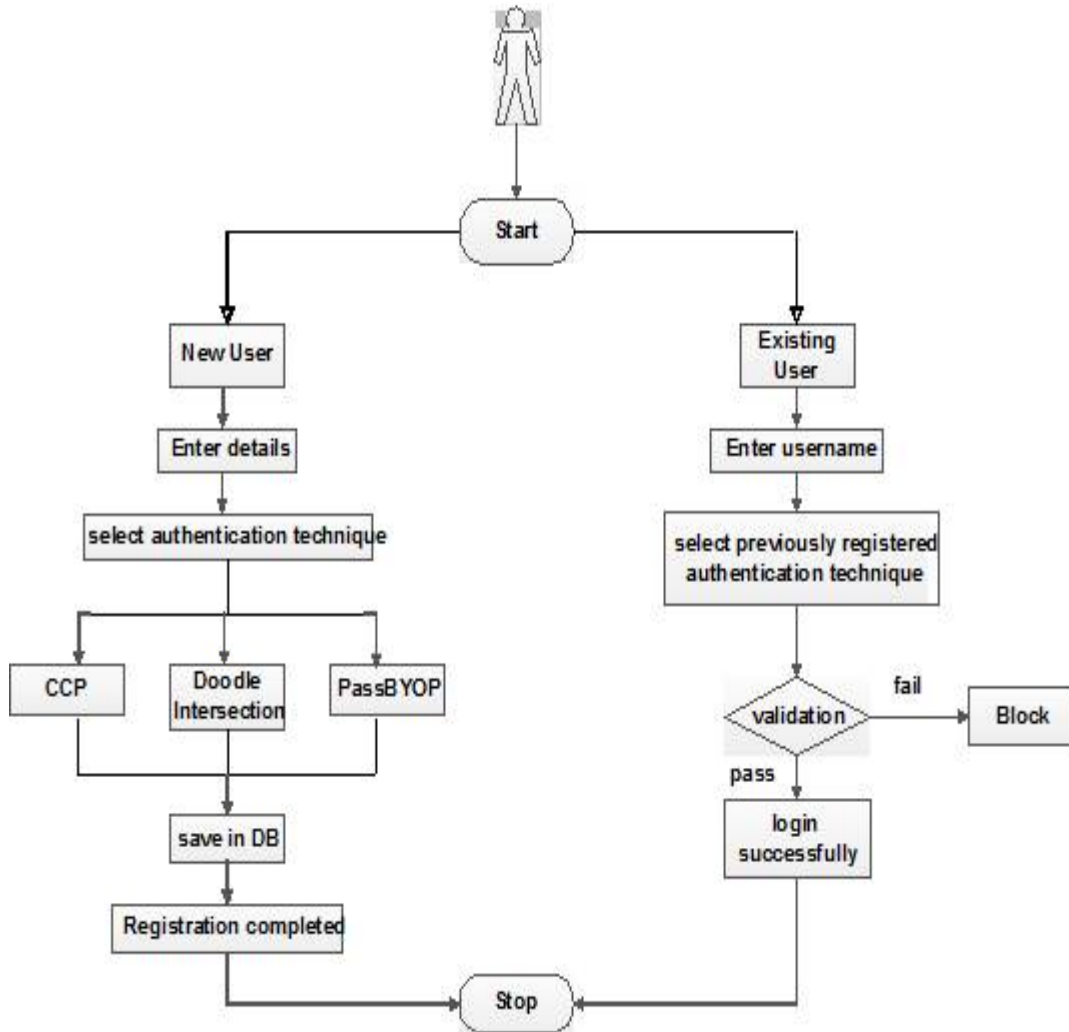 Start
New User
Enter details
select authentication technique
CCP
Doodle
Intersection
PassBYOP
save in DB
Registration completed
Existing
User
Enter username
select previously registered
authentication technique
validation
fail
Block
pass
login
successfully
Stop